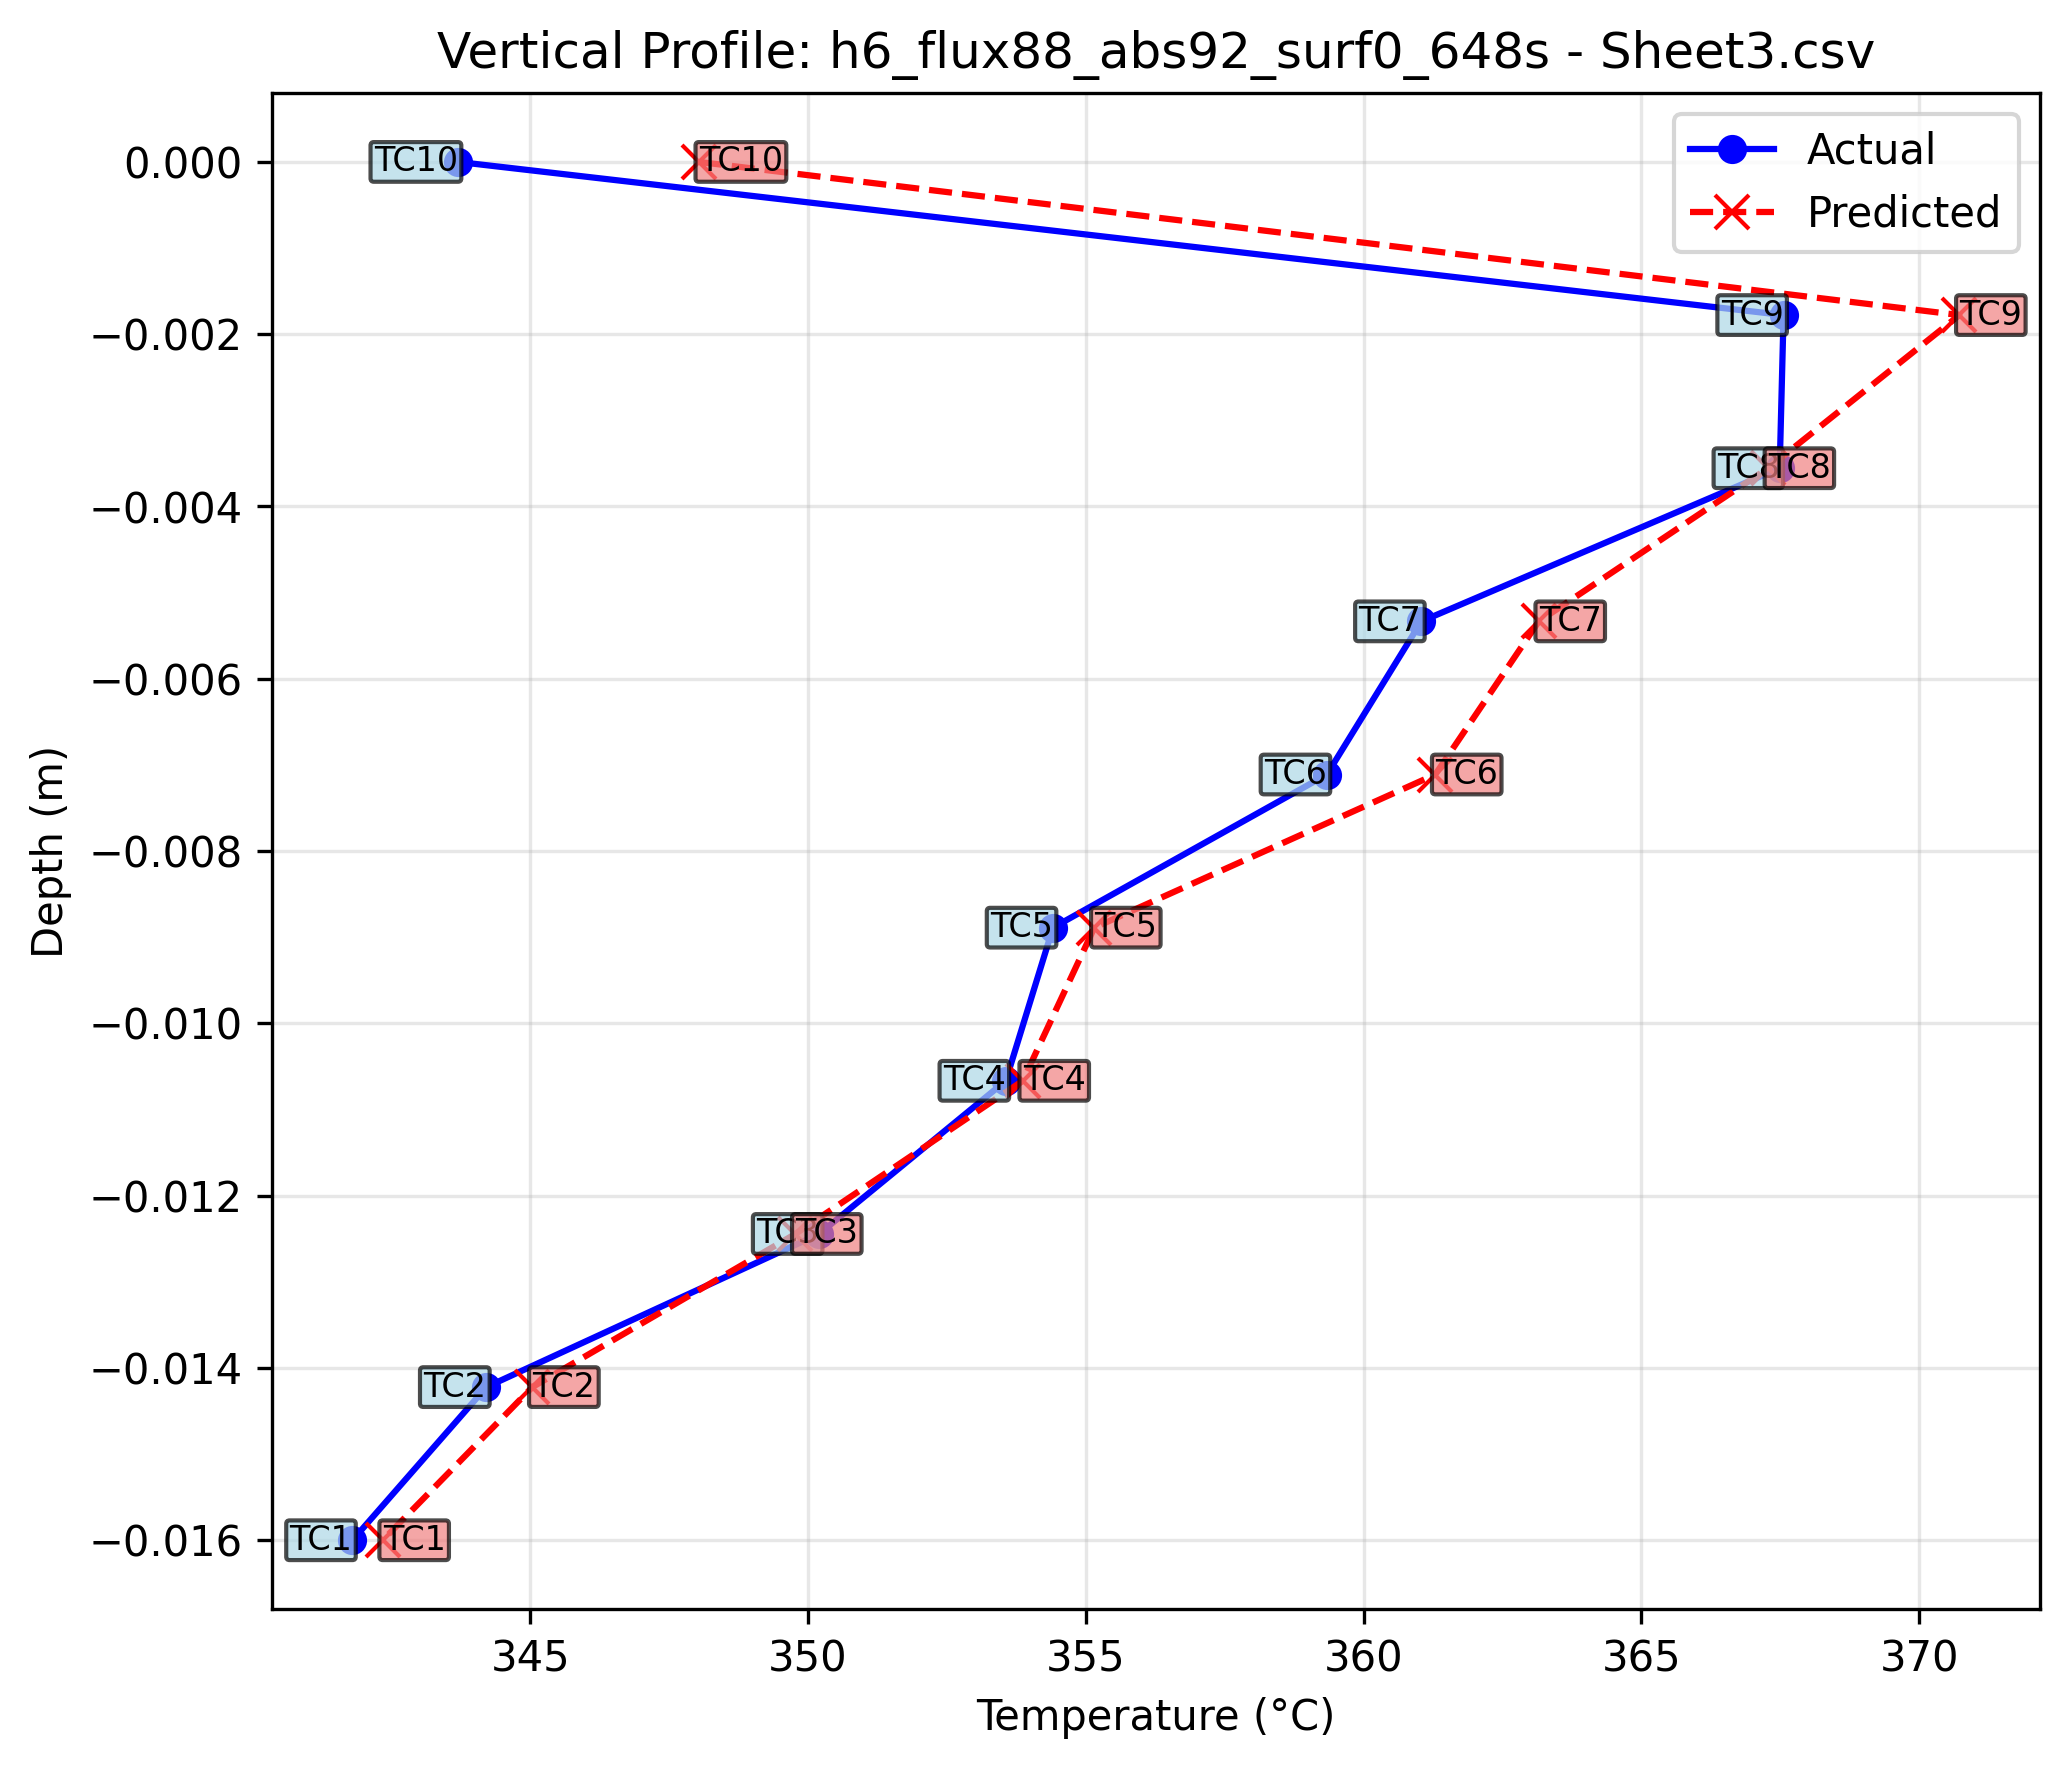 Vertical Profile: h6_flux88_abs92_surf0_648s - Sheet3.csv
Actual
Predicted
0.000
−0.002
−0.004
−0.006
−0.008
−0.010
−0.012
−0.014
−0.016
Depth (m)
TC10 TC10
TC9 TC9
TC8 TC8
TC7 TC7
TC6 TC6
TC5 TC5
TC4 TC4
TC3 TC3
TC2 TC2
TC1 TC1
345 350 355 360 365 370
Temperature (°C)